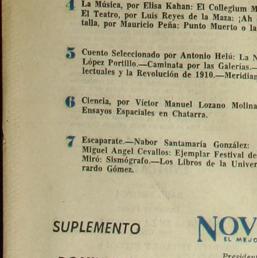 4 La Música, por Elisa Kahan: El Collegium M
El Teatro, por Luis Reyes de la Maza: ¡Ah
talla, por Mauricio Peña: Punto Muerto o la
5 Cuento Seleccionado por Antonio Helú: La N
López Portillo.—Caminata por las Galerías.—
lectuales y la Revolución de 1910.—Meridian
6 Ciencia, por Víctor Manuel Lozano Molina
Ensayos Espaciales en Chatarra.
7 Escaparate.—Nabor Santamaría González:
Miguel Angel Cevallos: Ejemplar Festival de
Miró: Sismógrafo.—Los Libros de la Univer
rardo Gómez.
SUPLEMENTO
NOV
EL MEJO
President